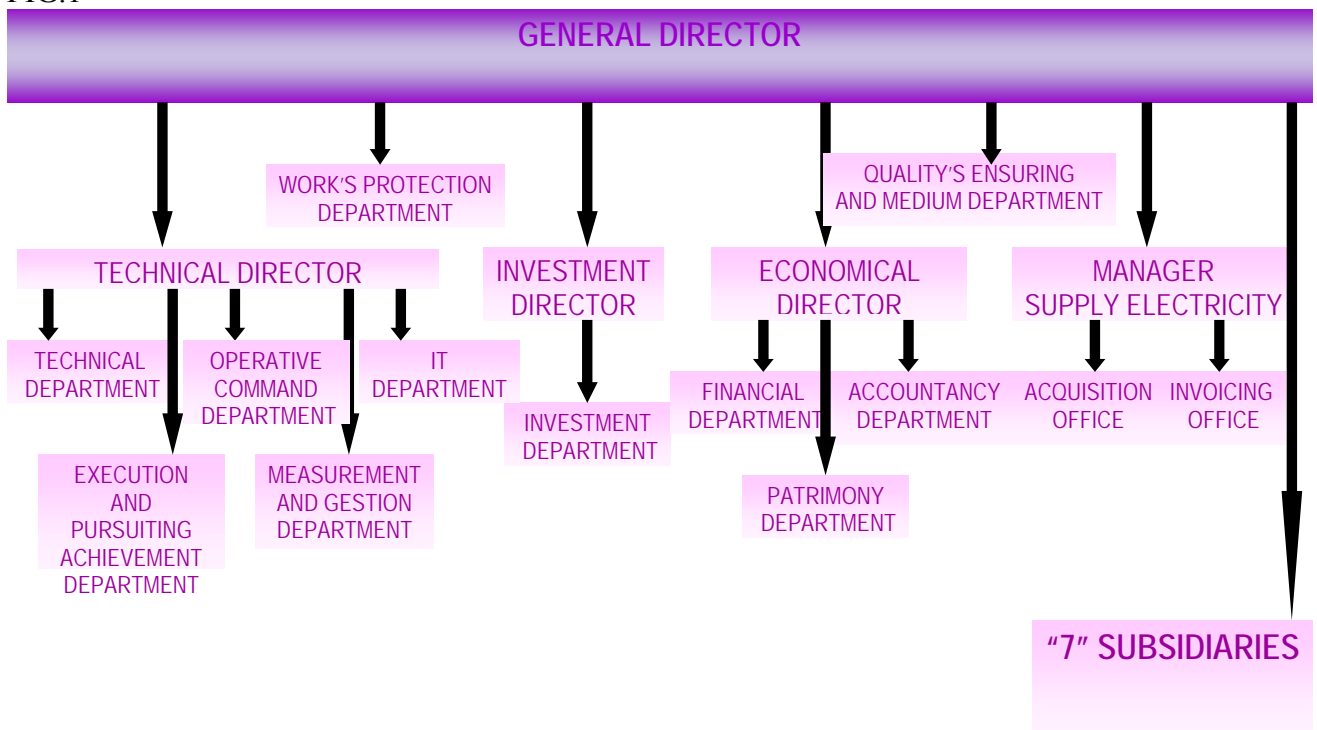 FIG.1
GENERAL DIRECTOR
WORK'S PROTECTION
DEPARTMENT
QUALITY'S ENSURING
AND MEDIUM DEPARTMENT
TECHNICAL DIRECTOR
INVESTMENT
DIRECTOR
ECONOMICAL
DIRECTOR
MANAGER
SUPPLY ELECTRICITY
TECHNICAL
DEPARTMENT
OPERATIVE
COMMAND
DEPARTMENT
IT
DEPARTMENT
INVESTMENT
DEPARTMENT
FINANCIAL
DEPARTMENT
ACCOUNTANCY
DEPARTMENT
ACQUISITION
OFFICE
INVOICING
OFFICE
EXECUTION
AND
PURSUITING
ACHIEVEMENT
DEPARTMENT
MEASUREMENT
AND GESTION
DEPARTMENT
PATRIMONY
DEPARTMENT
“7” SUBSIDIARIES